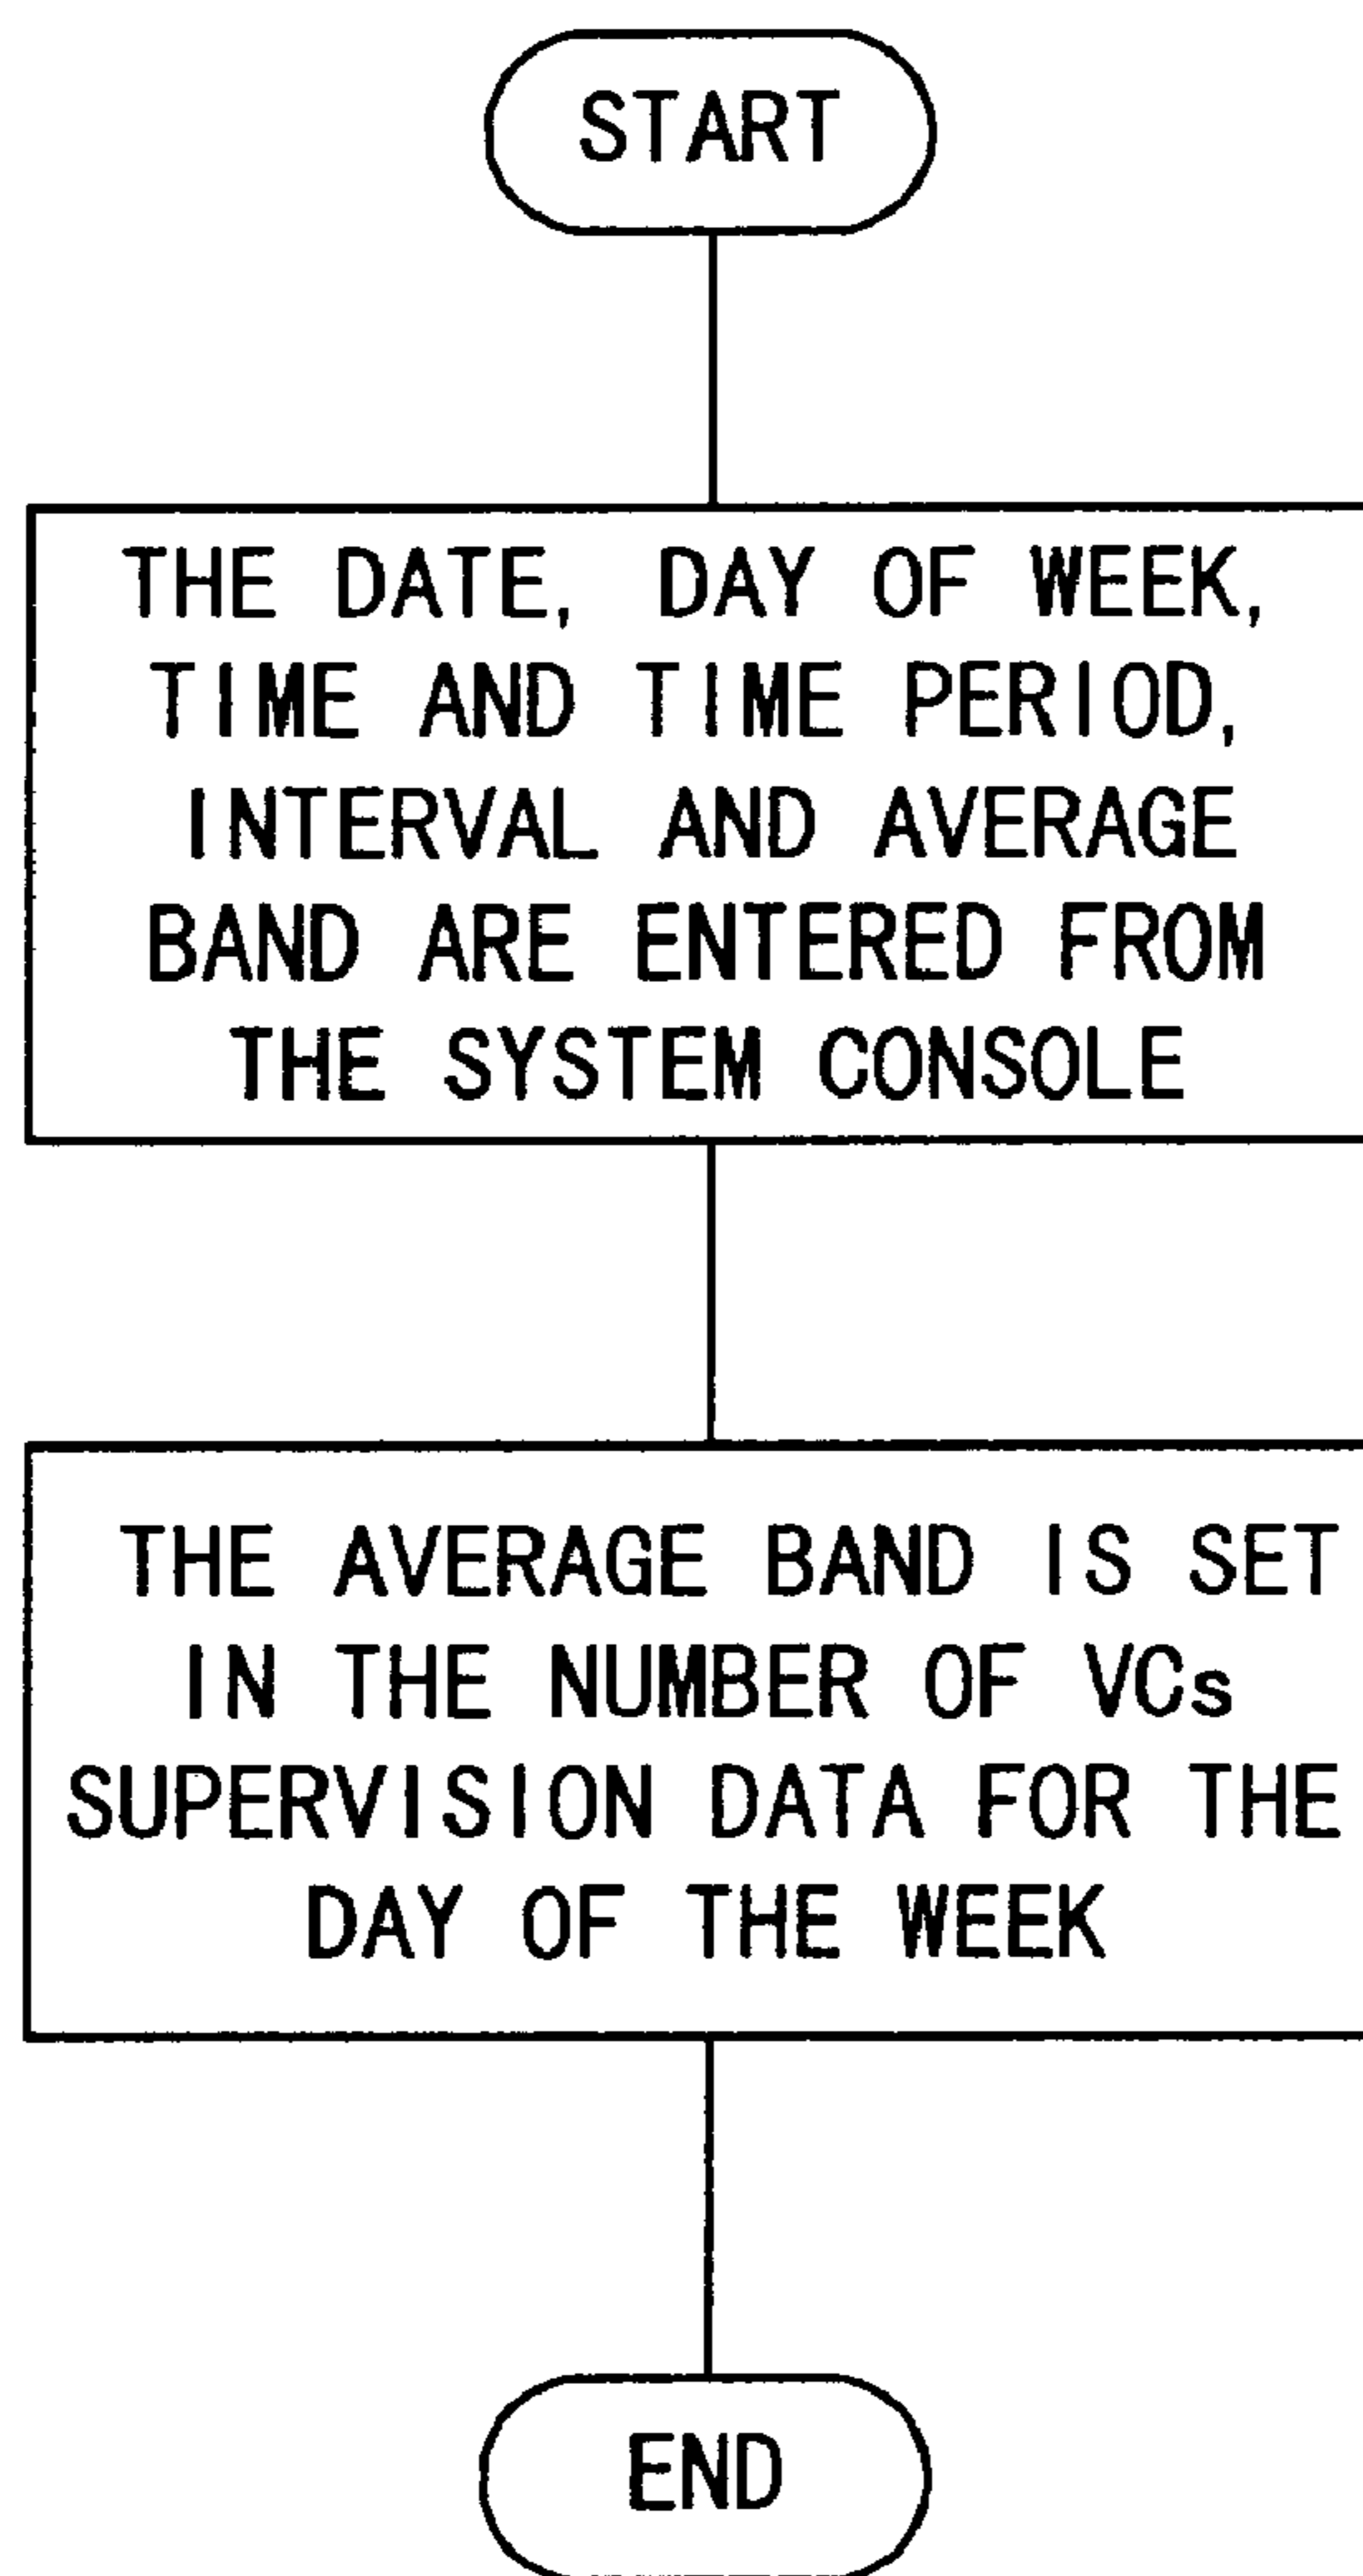 START
THE DATE, DAY OF WEEK,
TIME AND TIME PERIOD,
INTERVAL AND AVERAGE
BAND ARE ENTERED FROM
THE SYSTEM CONSOLE
THE AVERAGE BAND IS SET
IN THE NUMBER OF VCs
SUPERVISION DATA FOR THE
DAY OF THE WEEK
END